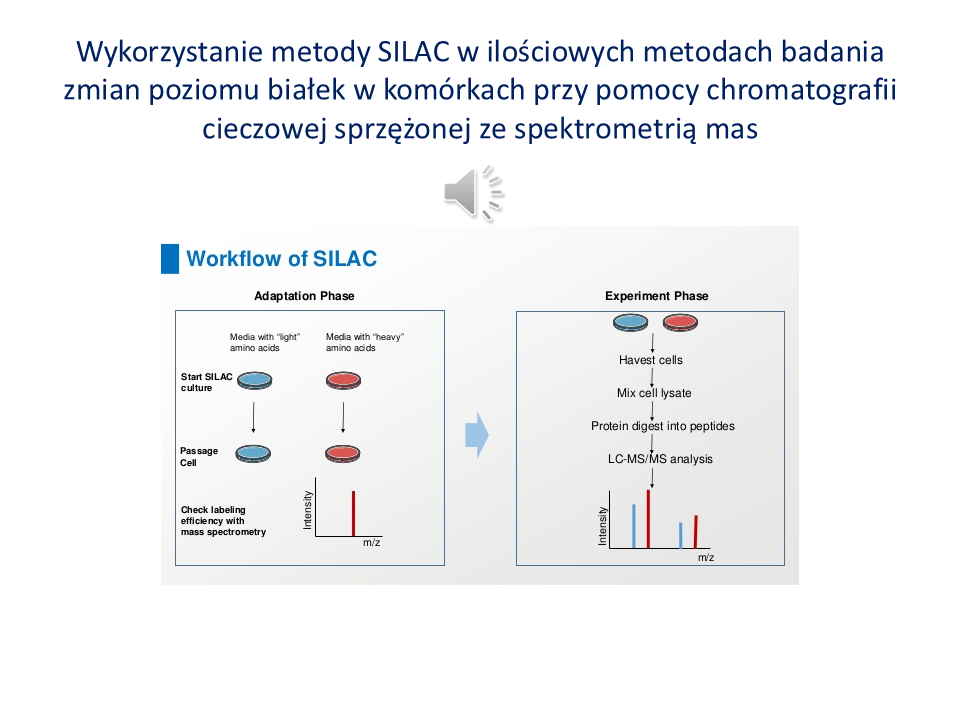 Wykorzystanie metody SILAC w ilościowych metodach badania
zmian poziomu białek w komórkach przy pomocy chromatografii
cieczowej sprzężonej ze spektrometrią mas
Workflow of SILAC
Adaptation Phase
Media with “light”
amino acids
Media with “heavy”
amino acids
Start SILAC
culture
Passage
Cell
Check labeling
efficiency with
mass spectrometry
Intensity
m/z
Experiment Phase
Havest cells
Mix cell lysate
Protein digest into peptides
LC-MS/MS analysis
Intensity
m/z